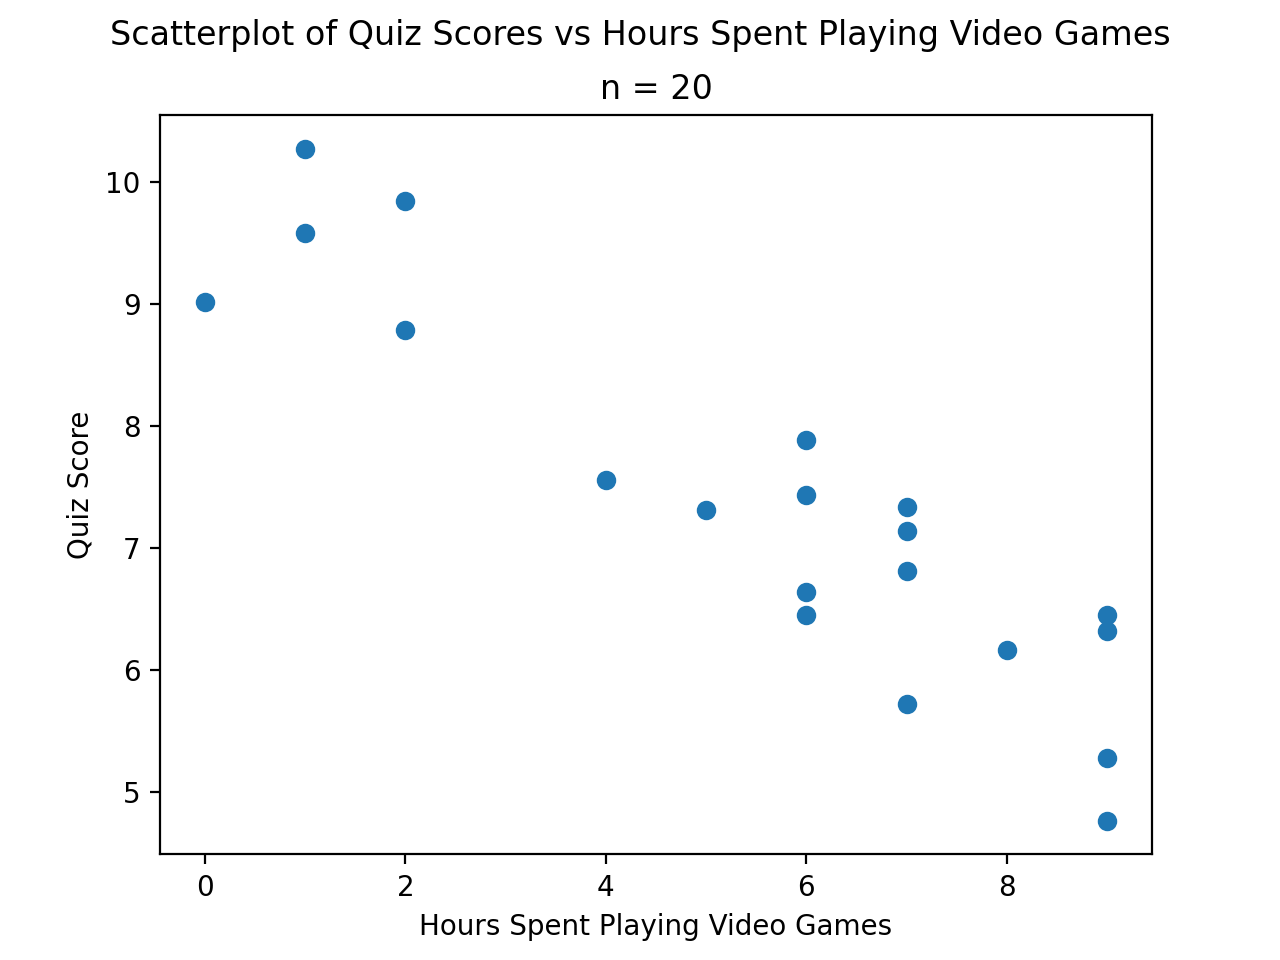 Scatterplot of Quiz Scores vs Hours Spent Playing Video Games
n = 20
10
9
8
7
6
5
Quiz Score
0 2 4 6 8
Hours Spent Playing Video Games